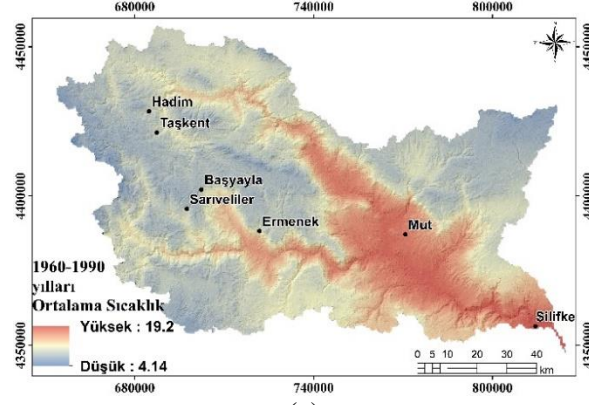 680000 740000 800000
4450000
4400000
4350000
Hadim
Taşkent
Başyayla
Sarıveliler
Ermenek
Mut
Silifke
1960-1990
yılları
Ortalama Sıcaklık
Yüksek : 19.2
Düşük : 4.14
0 5 10 20 30 40
km
680000 740000 800000
4450000
4400000
4350000